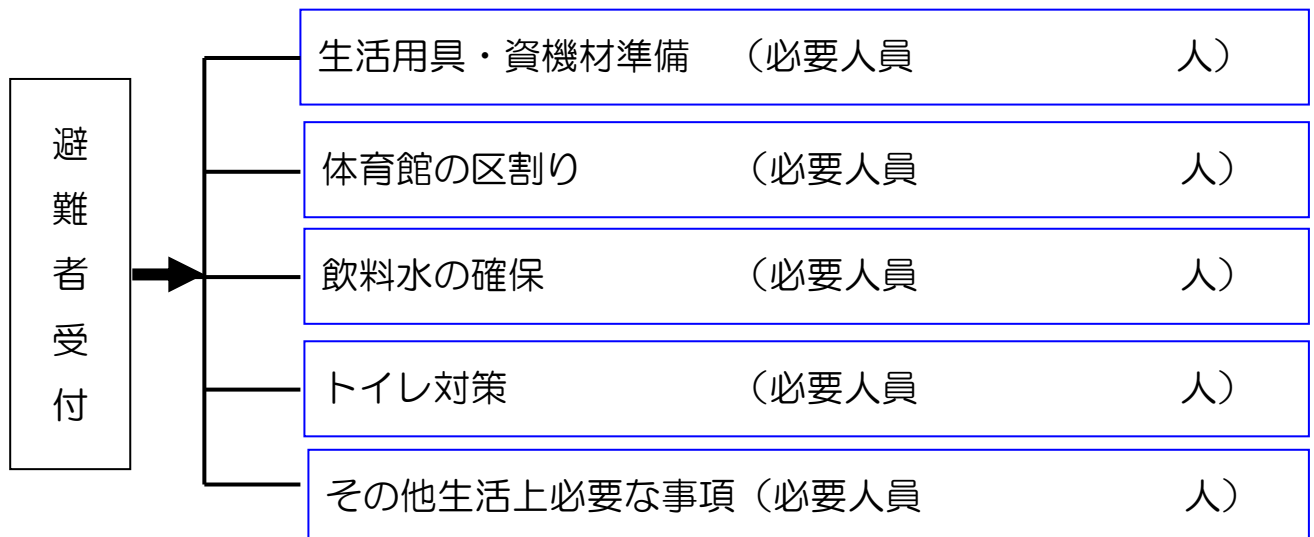 避難者受付
生活用具・資機材準備　（必要人員　　　　　　　人）
体育館の区割り　　　　（必要人員　　　　　　　人）
飲料水の確保　　　　　（必要人員　　　　　　　人）
トイレ対策　　　　　　（必要人員　　　　　　　人）
その他生活上必要な事項（必要人員　　　　　　　人）